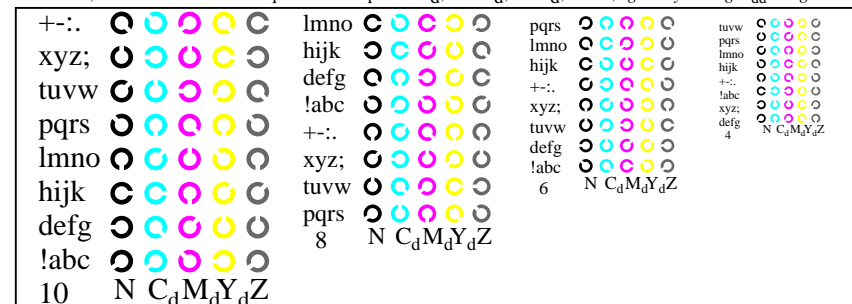 +-:.
xyz;
tuvw
pqrs
lmno
hijk
defg
!abc
10 N CdMdYdZ
lmno
hijk
defg
!abc
+-:.
xyz;
tuvw
pqrs
8 N CdMdYdZ
pqrs
lmno
hijk
+-:.
xyz;
tuvw
defg
!abc
6 N CdMdYdZ
tuvw
pqrs
lmno
hijk
+-:.
!abc
xyz;
defg
4 N CdMdYdZ